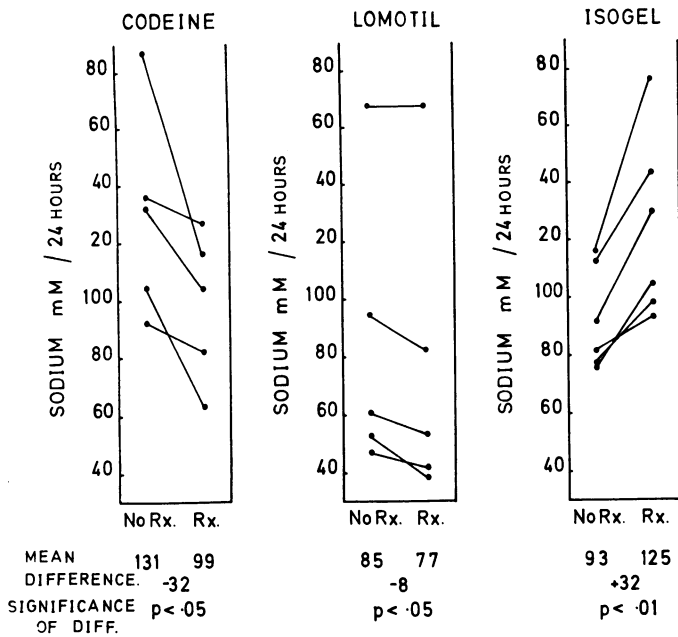 CODEINE LOMOTIL ISOGEL
SODIUM mM / 24 HOURS
80
60
40
20
100
80
60
40
SODIUM mM / 24 HOURS
80
60
40
20
100
80
60
40
SODIUM mM / 24 HOURS
80
60
40
20
100
80
60
40
No Rx. Rx. No Rx. Rx. No Rx. Rx.
MEAN 131 99 85 77 93 125
DIFFERENCE. -32 -8 +32
SIGNIFICANCE p< ·05 p< ·05 p< ·01
OF DIFF.